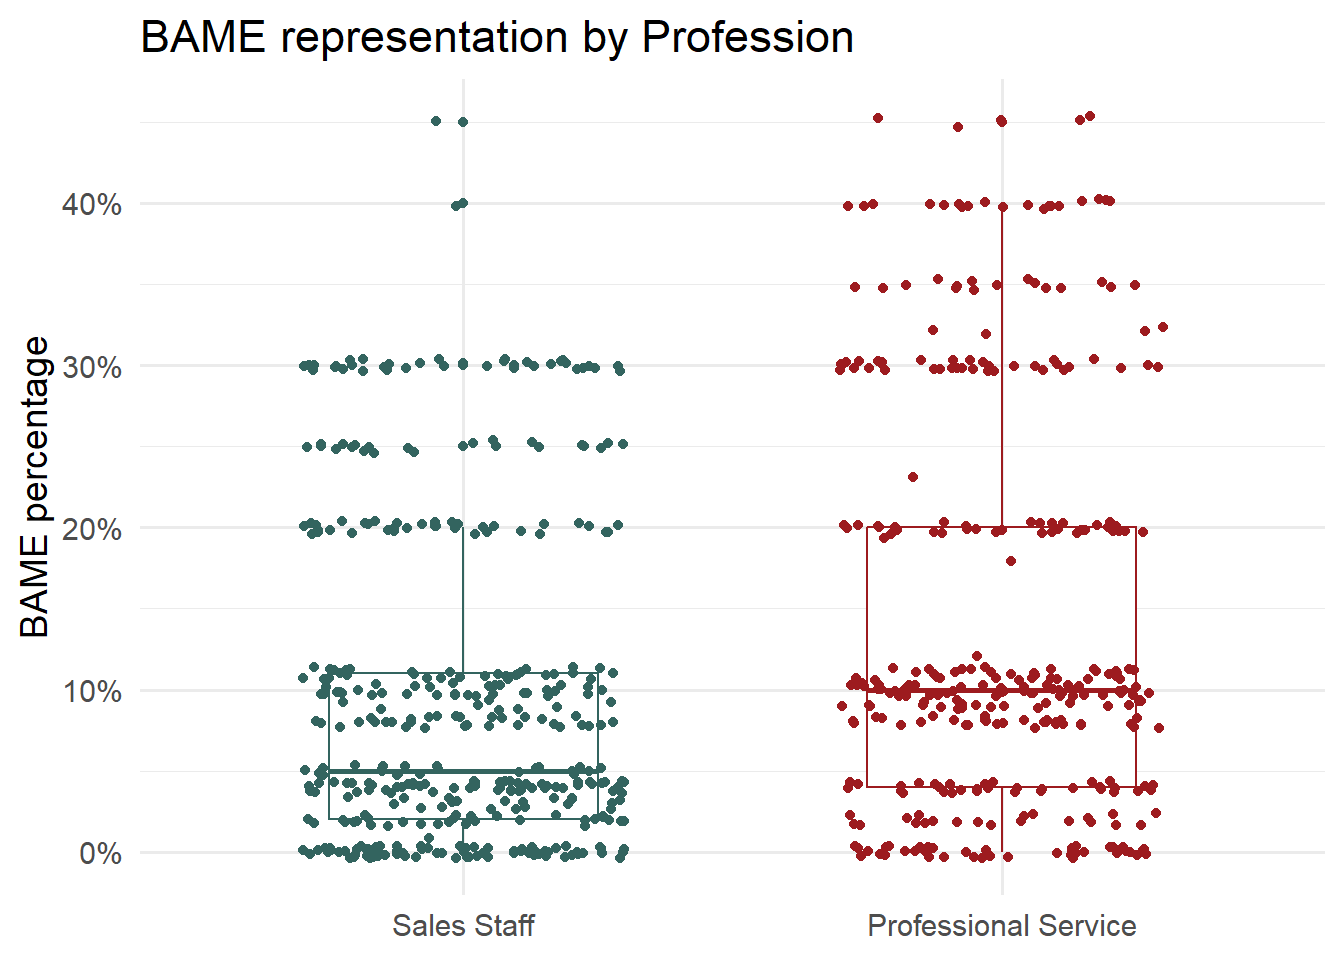 BAME representation by Profession
BAME percentage
40%
30%
20%
10%
0%
Sales Staff
Professional Service